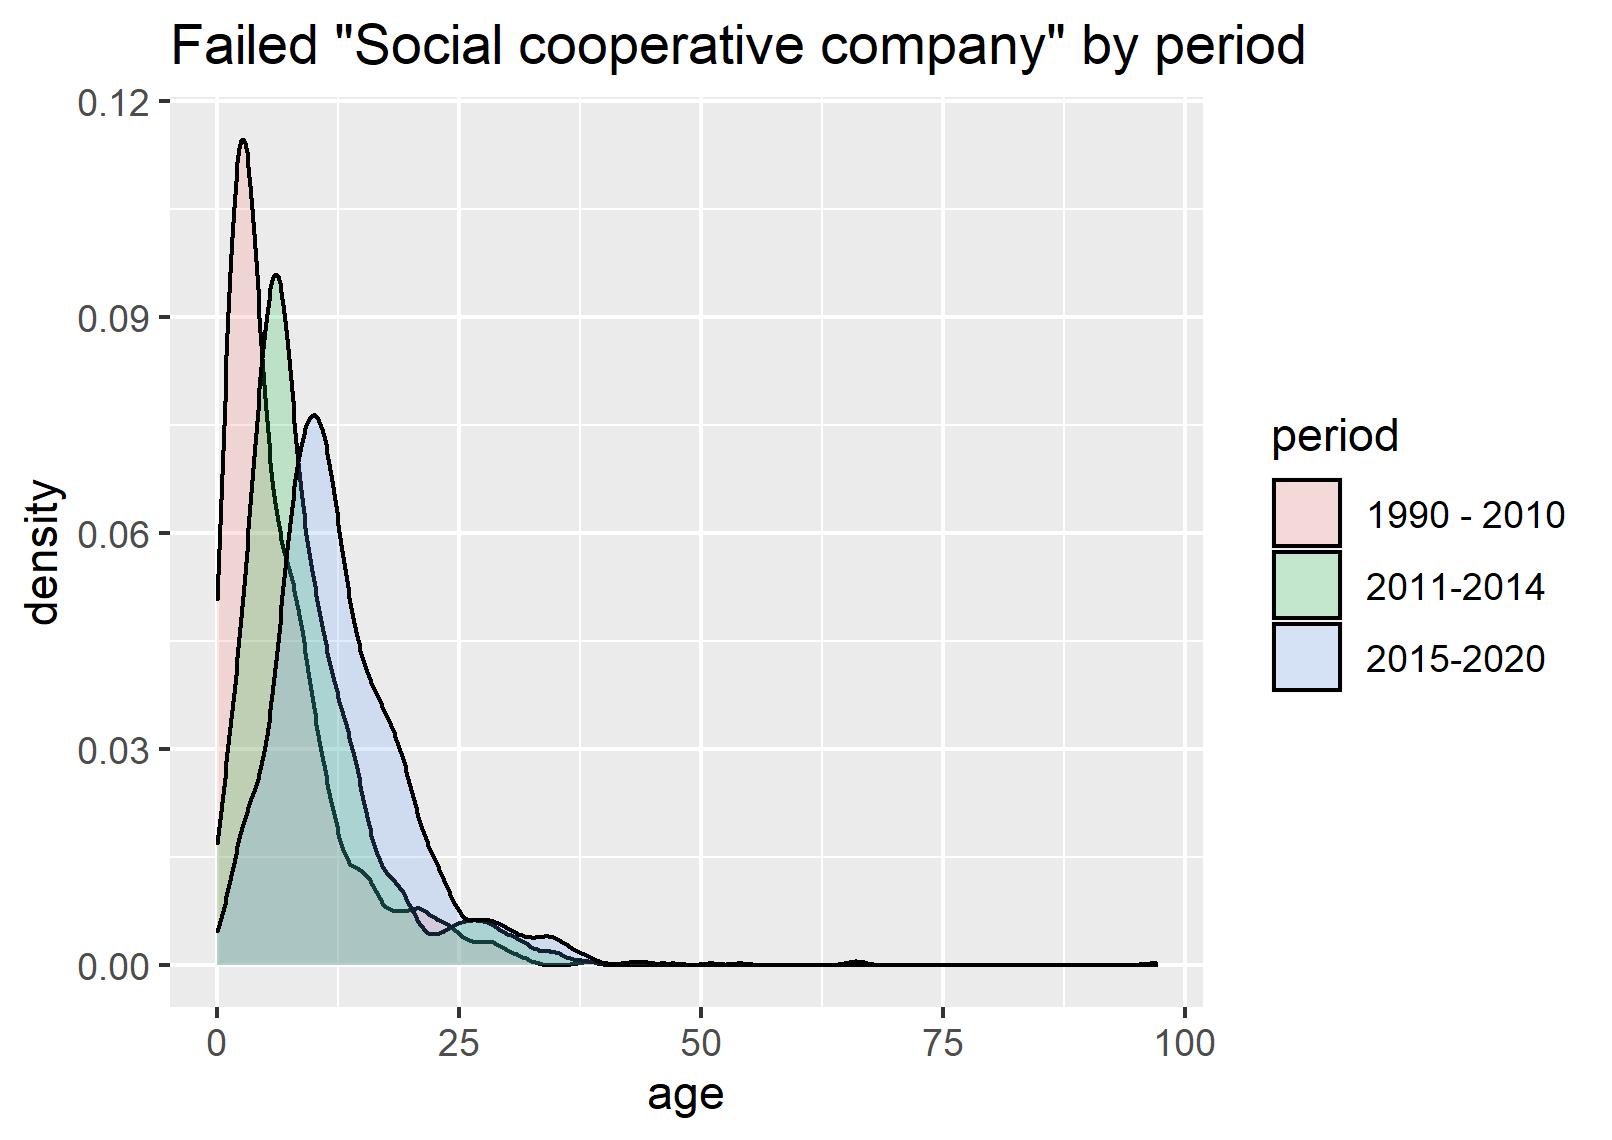 Failed "Social cooperative company" by period
0.12
0.09
0.06
0.03
0.00
density
0 25 50 75 100
age
period
1990 - 2010
2011-2014
2015-2020